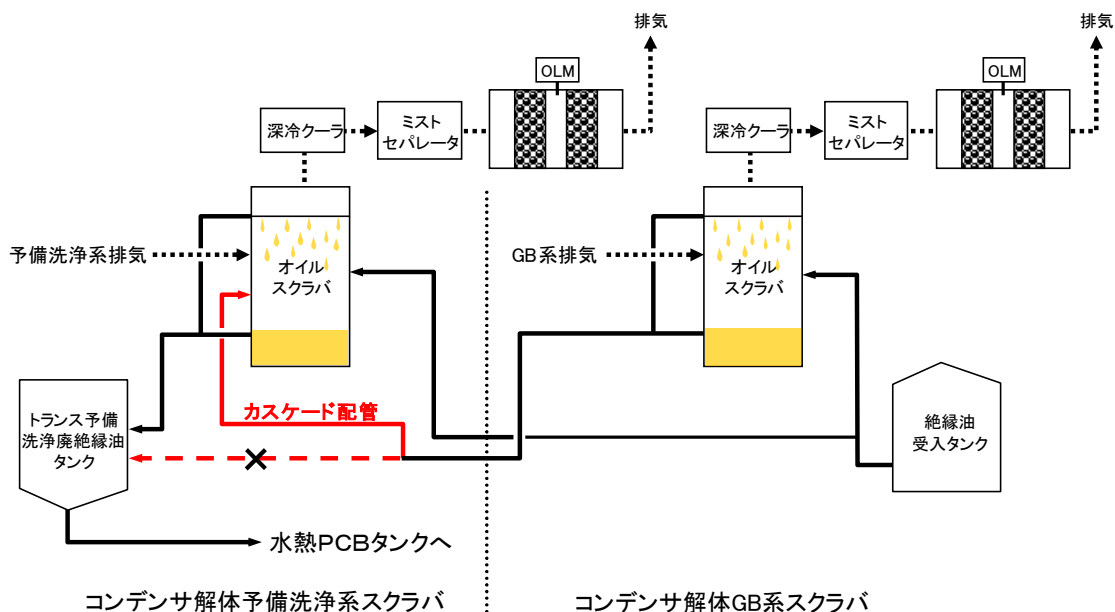 排気
排気
OLM
OLM
深冷クーラ
ミスト
セパレータ
深冷クーラ
ミスト
セパレータ
予備洗浄系排気
オイル
スクラバ
GB系排気
オイル
スクラバ
カスケード配管
トランス予備
洗浄廃絶縁油
タンク
絶縁油
受入タンク
水熱PCBタンクへ
コンデンサ解体予備洗浄系スクラバ
コンデンサ解体GB系スクラバ